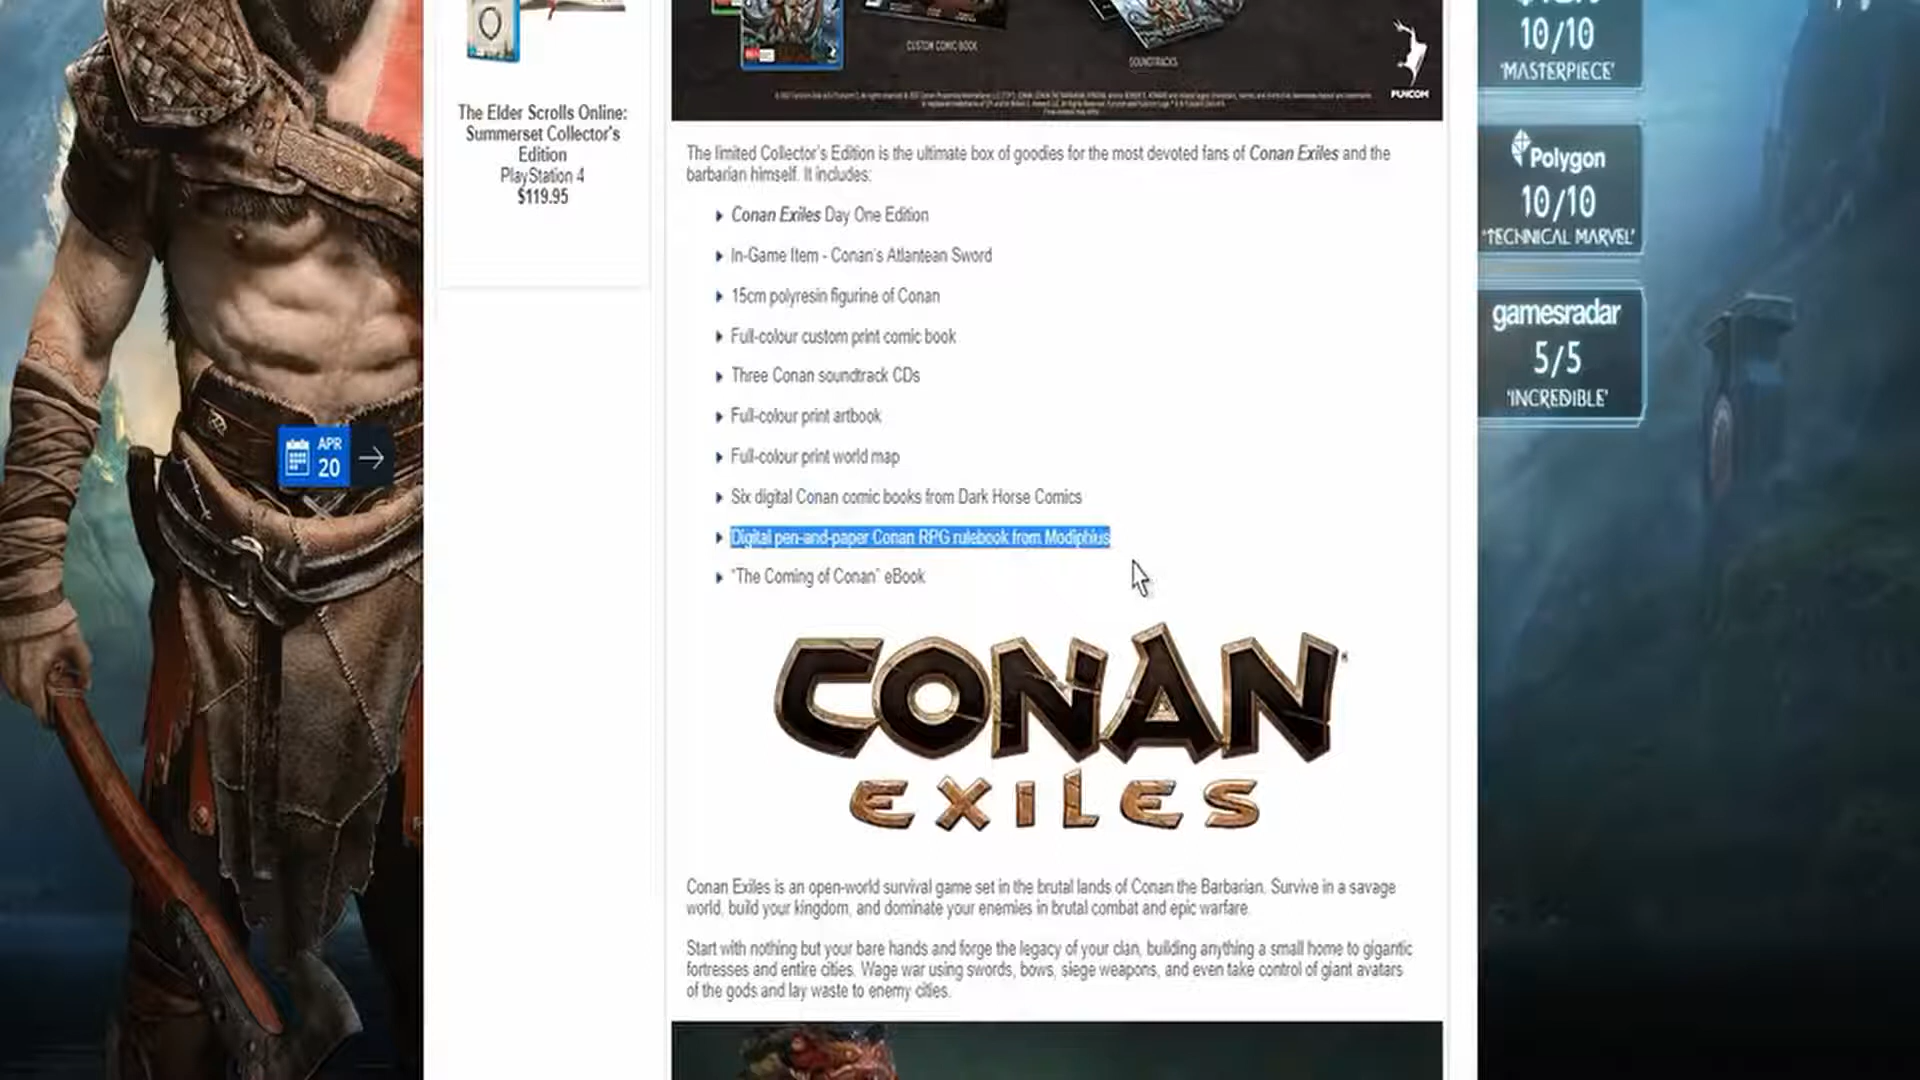 CUSTOM COMIC BOOK
SOUNDTRACKS
FUNCOM
The Elder Scrolls Online:
Summerset Collector's
Edition
PlayStation 4
$119.95
The limited Collector's Edition is the ultimate box of goodies for the most devoted fans of Conan Exiles and the
barbarian himself. It includes:
Conan Exiles Day One Edition
In-Game Item - Conan's Atlantean Sword
15cm polyresin figurine of Conan
Full-colour custom print comic book
Three Conan soundtrack CDs
Full-colour print artbook
Full-colour print world map
Six digital Conan comic books from Dark Horse Comics
Digital pen-and-paper Conan RPG rulebook from Modiphius
"The Coming of Conan" eBook
CONAN
EXILES
Conan Exiles is an open-world survival game set in the brutal lands of Conan the Barbarian. Survive in a savage
world, build your kingdom, and dominate your enemies in brutal combat and epic warfare.
Start with nothing but your bare hands and forge the legacy of your clan, building anything a small home to gigantic
fortresses and entire cities. Wage war using swords, bows, siege weapons, and even take control of giant avatars
of the gods and lay waste to enemy cities.
APR
20
10/10
'MASTERPIECE'
Polygon
10/10
'TECHNICAL MARVEL'
gamesradar
5/5
'INCREDIBLE'